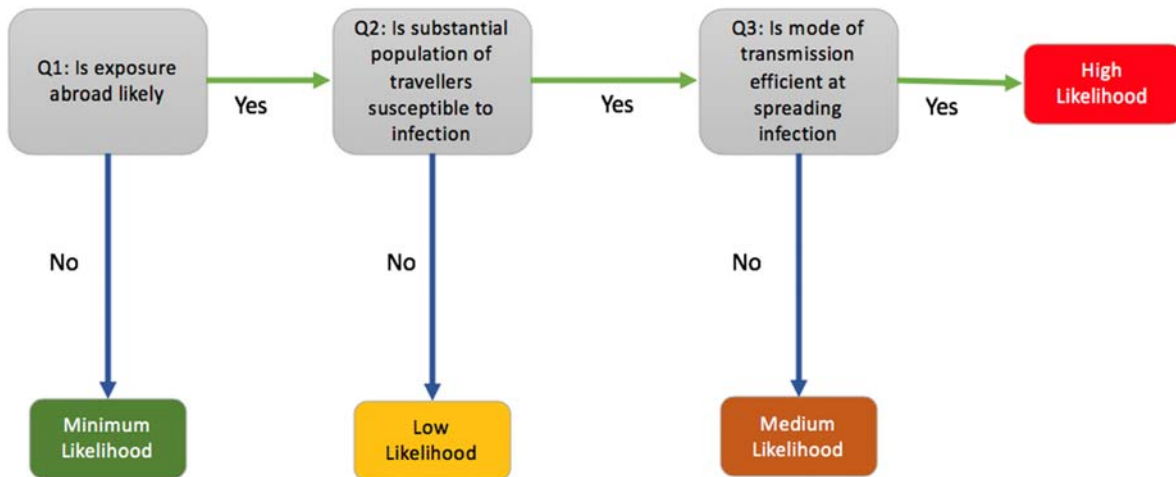 Q1: Is exposure
abroad likely
Yes
Q2: Is substantial
population of
travellers
susceptible to
infection
Yes
Q3: Is mode of
transmission
efficient at
spreading
infection
Yes
High
Likelihood
No
No
No
Minimum
Likelihood
Low
Likelihood
Medium
Likelihood